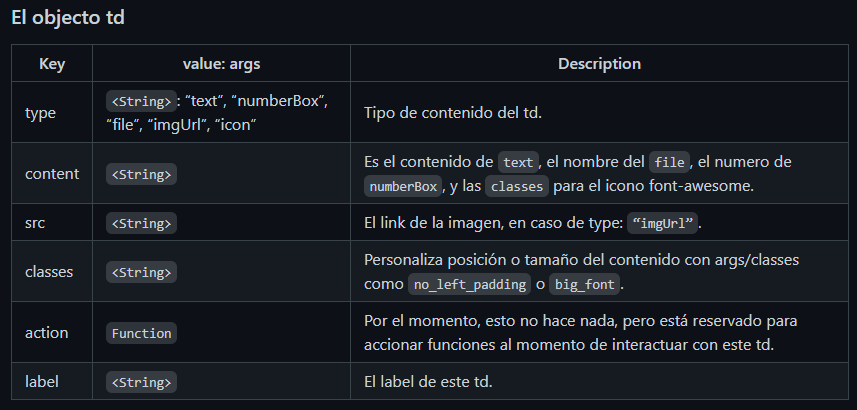 El objecto td
Key value: args Description
type <String>: “text”, “numberBox”, “file”, “imgUrl”, “icon” Tipo de contenido del td.
content <String> Es el contenido de text, el nombre del file, el numero de numberBox, y las classes para el icono font-awesome.
src <String> El link de la imagen, en caso de type: “imgUrl”.
classes <String> Personaliza posición o tamaño del contenido con args/classes como no_left_padding o big_font.
action Function Por el momento, esto no hace nada, pero está reservado para accionar funciones al momento de interactuar con este td.
label <String> El label de este td.